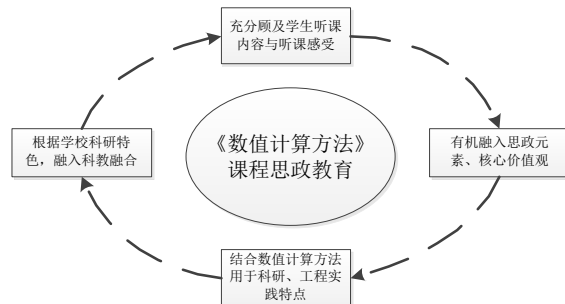 充分顾及学生听课
内容与听课感受
根据学校科研特
色，融入科教融合
《数值计算方法》
课程思政教育
有机融入思政元
素、核心价值观
结合数值计算方法
用于科研、工程实
践特点